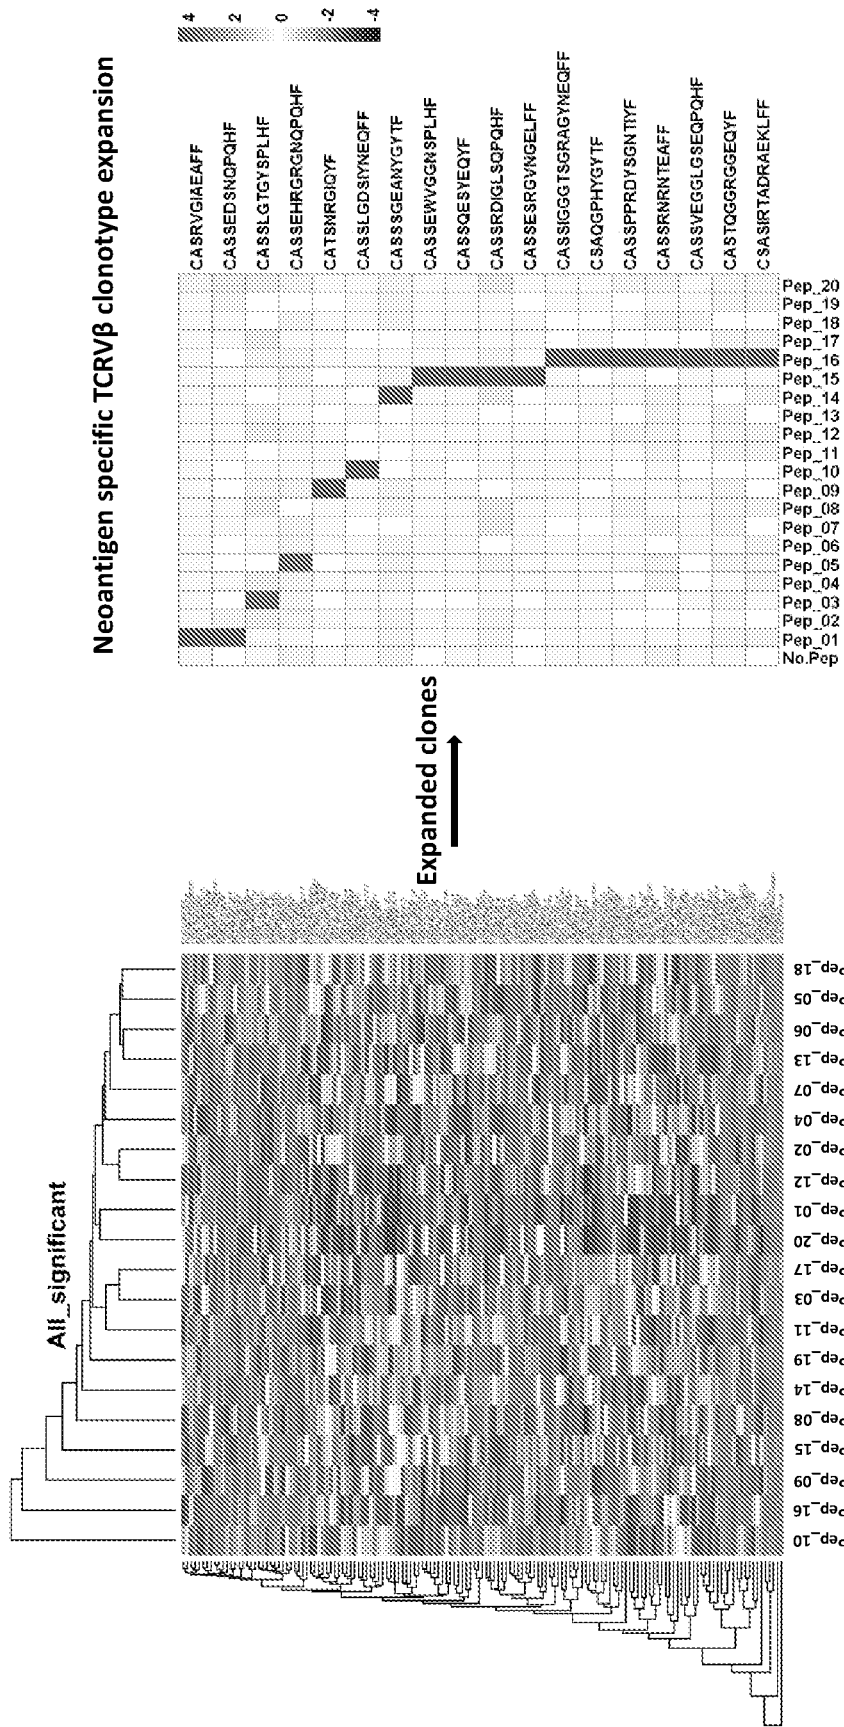 Neoantigen specific TCRVβ clonotype expansion
4
2
0
-2
-4
CASRVGIAEAFF
CASSEDSNQPQHF
CASSLGTGYSPLHF
CASSEHRGRGNQPQHF
CATSNRGIQYF
CASSLGDSIYNEQFF
CASSSGEANYGYTF
CASSEWVGGNSPLHF
CASSQESYEQYF
CASSRDIGLSQPQHF
CASSESRGVNGELFF
CASSIGGGTSGRAGYNEQFF
CSAQGPHYGYTF
CASSPPRDYSGNTIYF
CASSRNRNTEAFF
CASSVEGGLGSEQPQHF
CASTQGGRGGEQYF
CSASIRTADRAEKLFF
Pep_20
Pep_19
Pep_18
Pep_17
Pep_16
Pep_15
Pep_14
Pep_13
Pep_12
Pep_11
Pep_10
Pep_09
Pep_08
Pep_07
Pep_06
Pep_05
Pep_04
Pep_03
Pep_02
Pep_01
No.Pep
Expanded clones
All_significant
Pep_18
Pep_05
Pep_06
Pep_13
Pep_07
Pep_04
Pep_02
Pep_12
Pep_01
Pep_20
Pep_17
Pep_03
Pep_11
Pep_19
Pep_14
Pep_08
Pep_15
Pep_09
Pep_16
Pep_10